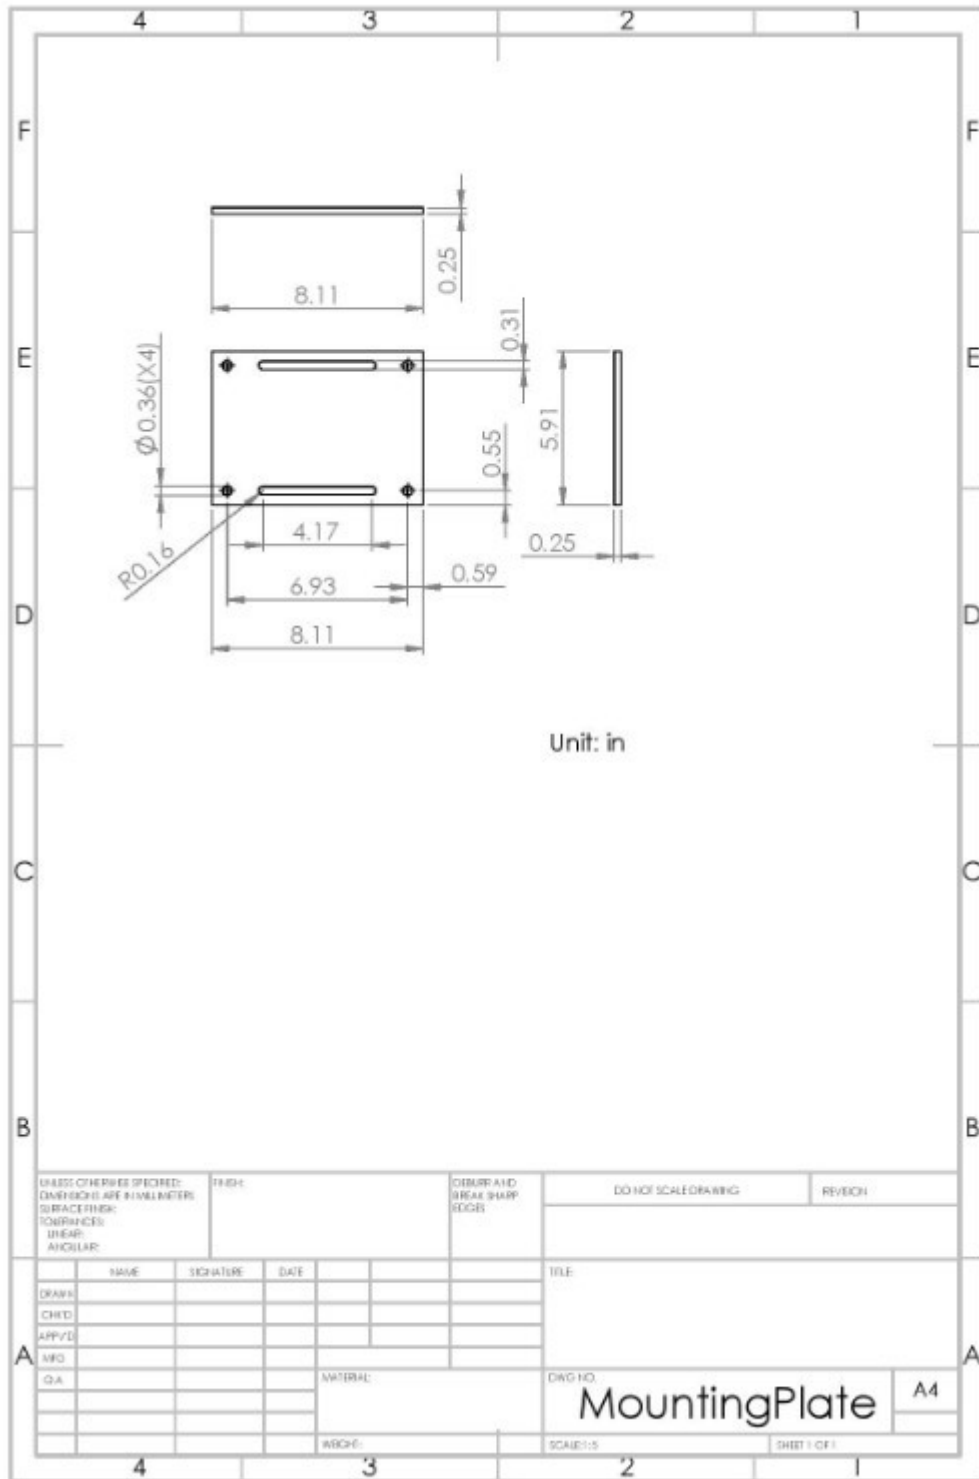 4 3 2 1
F F
0.25
8.11
0.31
E E
Ø0.36(X4)
5.91
0.55
4.17
0.25
R0.16
0.59
6.93
D D
8.11
Unit: in
C C
B B
UNLESS OTHERWISE SPECIFIED:
DIMENSIONS ARE IN MILLIMETERS
SURFACE FINISH:
TOLERANCES:
LINEAR:
ANGULAR:
FINISH:
DEBURR AND
BREAK SHARP
EDGES
DO NOT SCALE DRAWING
REVISION
NAME SIGNATURE DATE
TITLE:
DRAWN
CHK'D
APPV'D
MFG
A A
Q.A
MATERIAL:
DWG NO.
MountingPlate
A4
WEIGHT:
SCALE:1:5
SHEET 1 OF 1
4 3 2 1